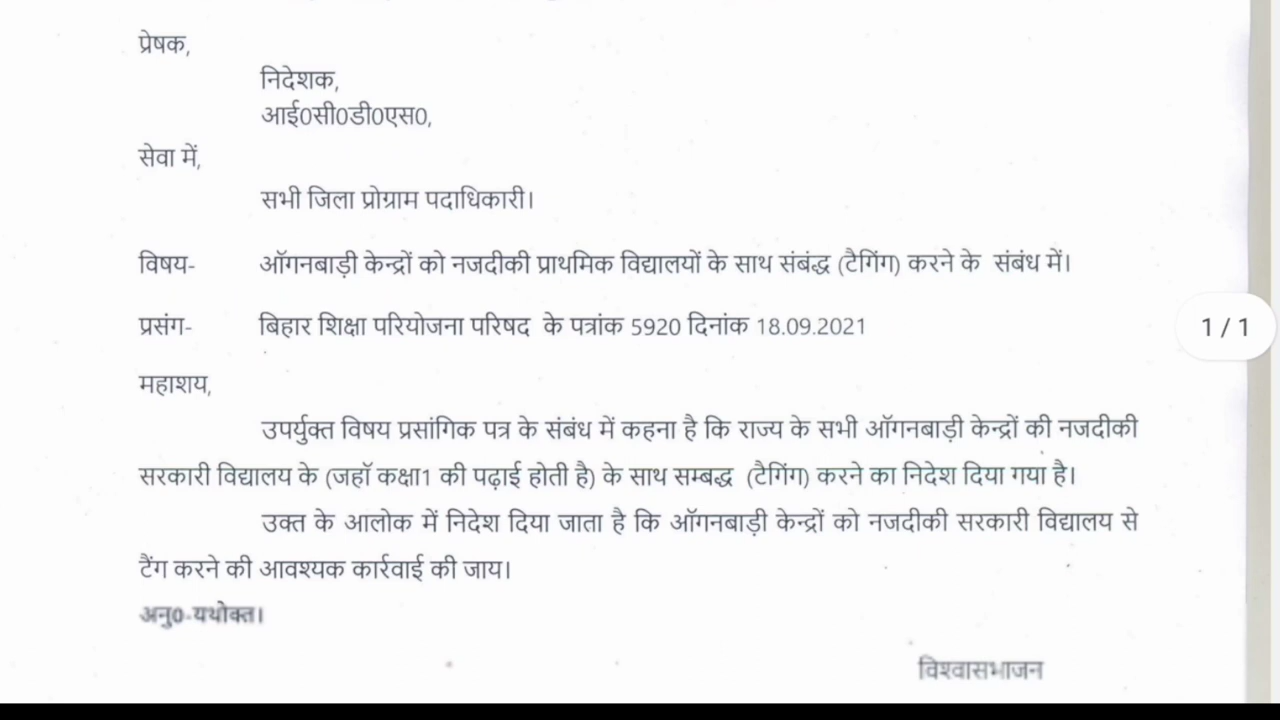 प्रेषक,
निदेशक,
आई0सी0डी0एस0,
सेवा में,
सभी जिला प्रोग्राम पदाधिकारी।
विषय- ऑगनबाड़ी केन्द्रों को नजदीकी प्राथमिक विद्यालयों के साथ संबंद्ध (टैगिंग) करने के संबंध में।
प्रसंग- बिहार शिक्षा परियोजना परिषद के पत्रांक 5920 दिनांक 18.09.2021
1 / 1
महाशय,
उपर्युक्त विषय प्रसांगिक पत्र के संबंध में कहना है कि राज्य के सभी ऑगनबाड़ी केन्द्रों की नजदीकी
सरकारी विद्यालय के (जहॉ कक्षा1 की पढ़ाई होती है) के साथ सम्बद्ध (टैगिंग) करने का निदेश दिया गया है।
उक्त के आलोक में निदेश दिया जाता है कि ऑगनबाड़ी केन्द्रों को नजदीकी सरकारी विद्यालय से
टैंग करने की आवश्यक कार्रवाई की जाय।
अनु0-यथोक्त।
विश्वासभाजन